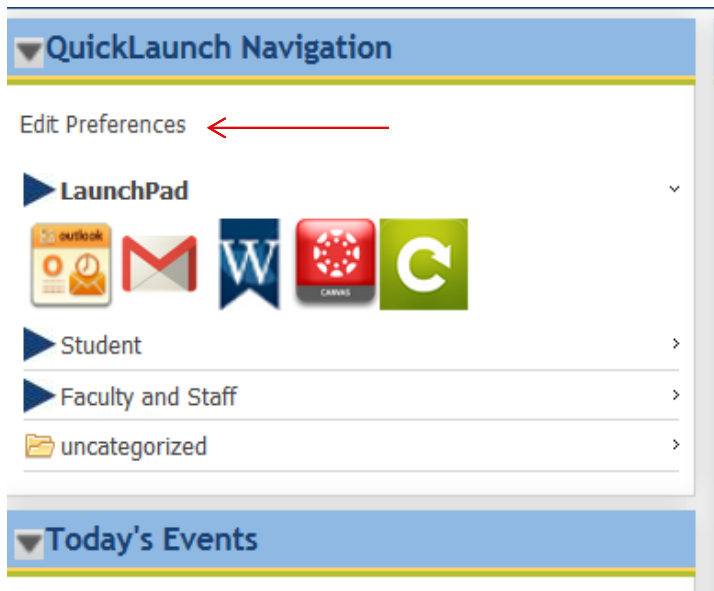 QuickLaunch Navigation
Edit Preferences
LaunchPad
outlook
W
CANVAS
C
Student
Faculty and Staff
uncategorized
Today's Events